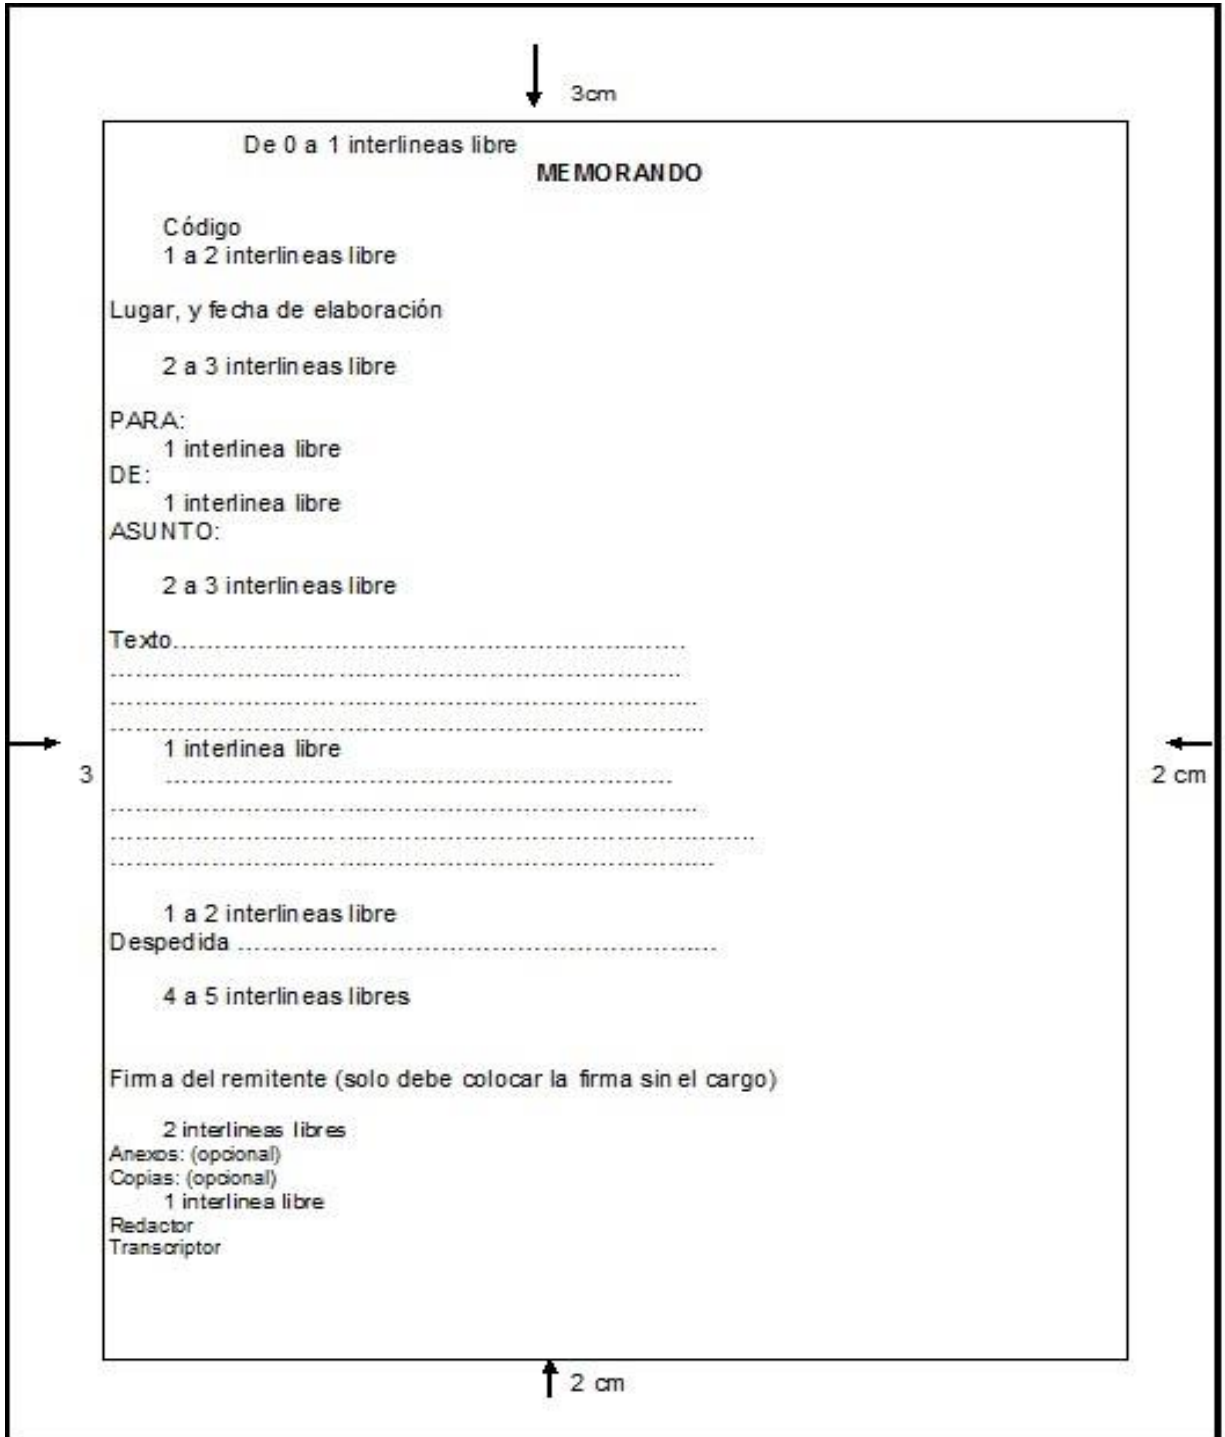 3cm
De 0 a 1 interlineas libre
MEMORANDO
Código
1 a 2 interlineas libre
Lugar, y fecha de elaboración
2 a 3 interlineas libre
PARA:
1 interlinea libre
DE:
1 interlinea libre
ASUNTO:
2 a 3 interlineas libre
Texto..........................................................................
....................................................................................
......................................................................................
.......................................................................................
1 interlinea libre
..........................................................................
......................................................................................
..............................................................................................
........................................................................................
3
2 cm
1 a 2 interlineas libre
Despedida ......................................................................
4 a 5 interlineas libres
Firma del remitente (solo debe colocar la firma sin el cargo)
2 interlineas libres
Anexos: (opcional)
Copias: (opcional)
1 interlinea libre
Redactor
Transcriptor
2 cm